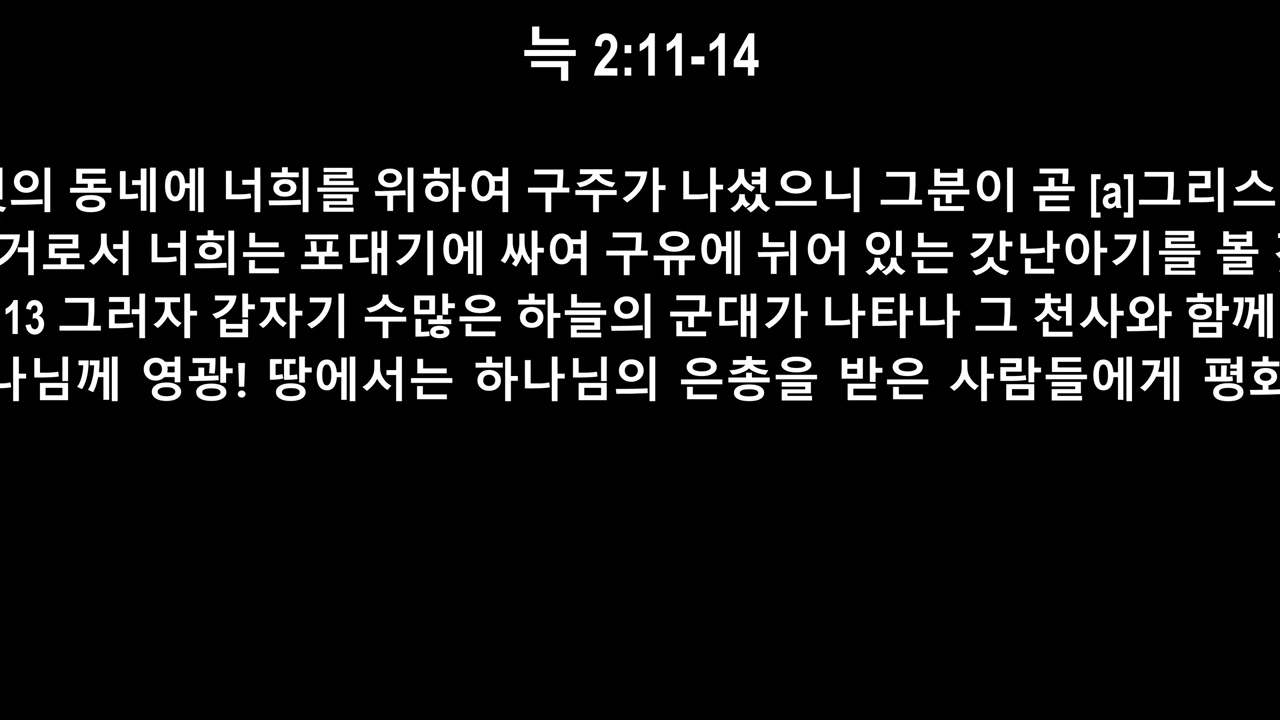 늑 2:11-14
의 동네에 너희를 위하여 구주가 나셨으니 그분이 곧 [a]그리스
거로서 너희는 포대기에 싸여 구유에 뉘어 있는 갓난아기를 볼
13 그러자 갑자기 수많은 하늘의 군대가 나타나 그 천사와 함께
나님께 영광! 땅에서는 하나님의 은총을 받은 사람들에게 평화